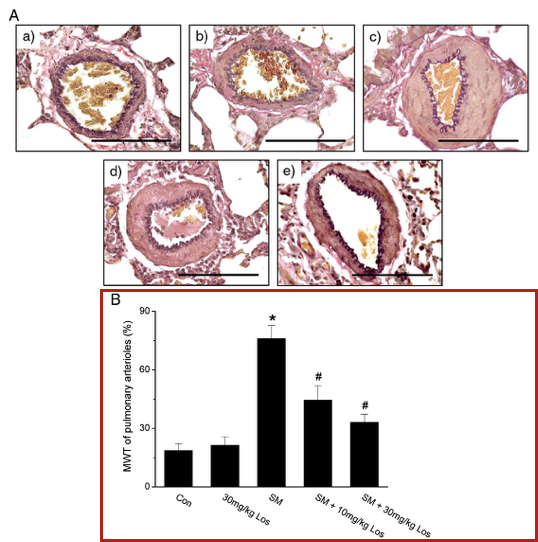 A
a)
b)
c)
d)
e)
B
MWT of pulmonary arterioles (%)
90
60
30
0
*
#
#
Con
30mg/kg Los
SM
SM + 10mg/kg Los
SM + 30mg/kg Los